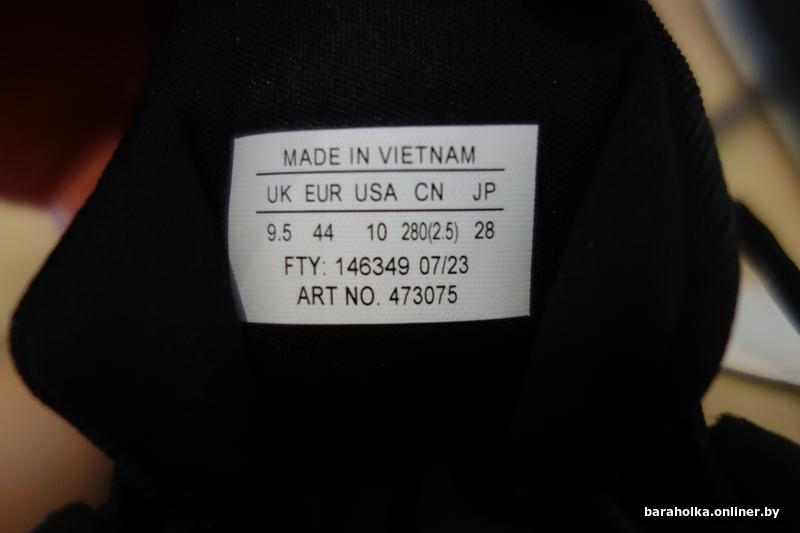 MADE IN VIETNAM
UK EUR USA CN JP
9.5 44 10 280(2.5) 28
FTY: 146349 07/23
ART NO. 473075
baraholka.onliner.by